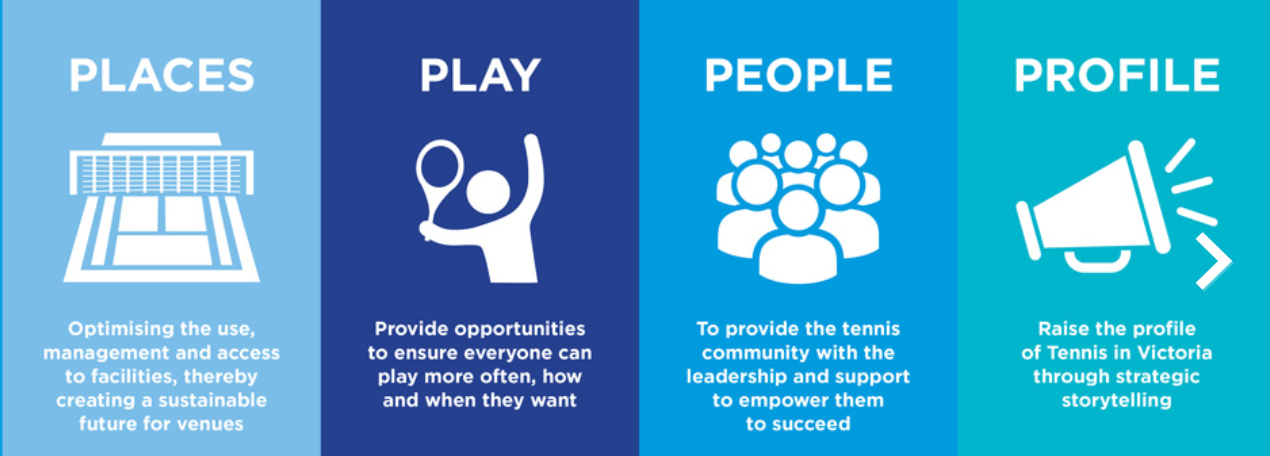 PLACES
Optimising the use,
management and access
to facilities, thereby
creating a sustainable
future for venues
PLAY
Provide opportunities
to ensure everyone can
play more often, how
and when they want
PEOPLE
To provide the tennis
community with the
leadership and support
to empower them
to succeed
PROFILE
Raise the profile
of Tennis in Victoria
through strategic
storytelling